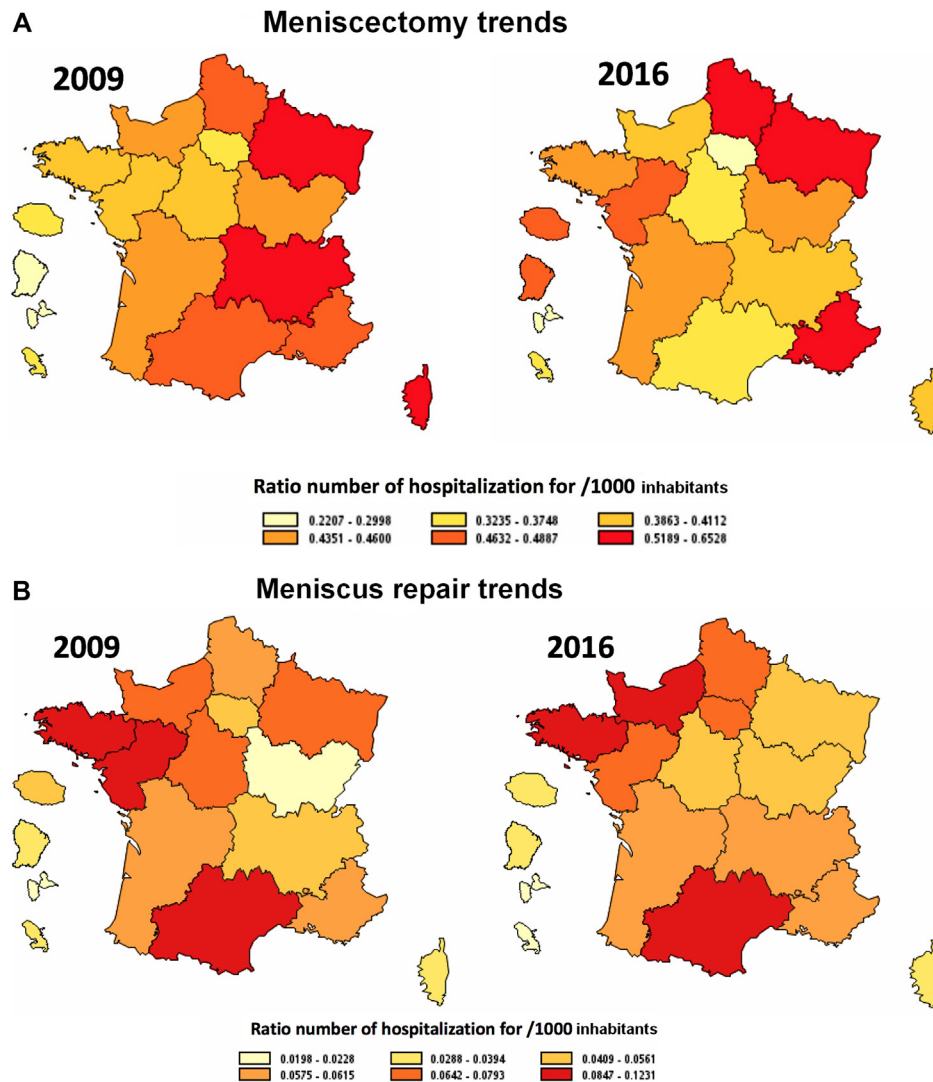 A
Meniscectomy trends
2009
2016
Ratio number of hospitalization for /1000 inhabitants
0.2207 - 0.2998 0.3235 - 0.3748 0.3863 - 0.4112
0.4351 - 0.4600 0.4632 - 0.4887 0.5189 - 0.6528
B
Meniscus repair trends
2009
2016
Ratio number of hospitalization for /1000 inhabitants
0.0198 - 0.0228 0.0288 - 0.0394 0.0409 - 0.0561
0.0575 - 0.0615 0.0642 - 0.0793 0.0847 - 0.1231